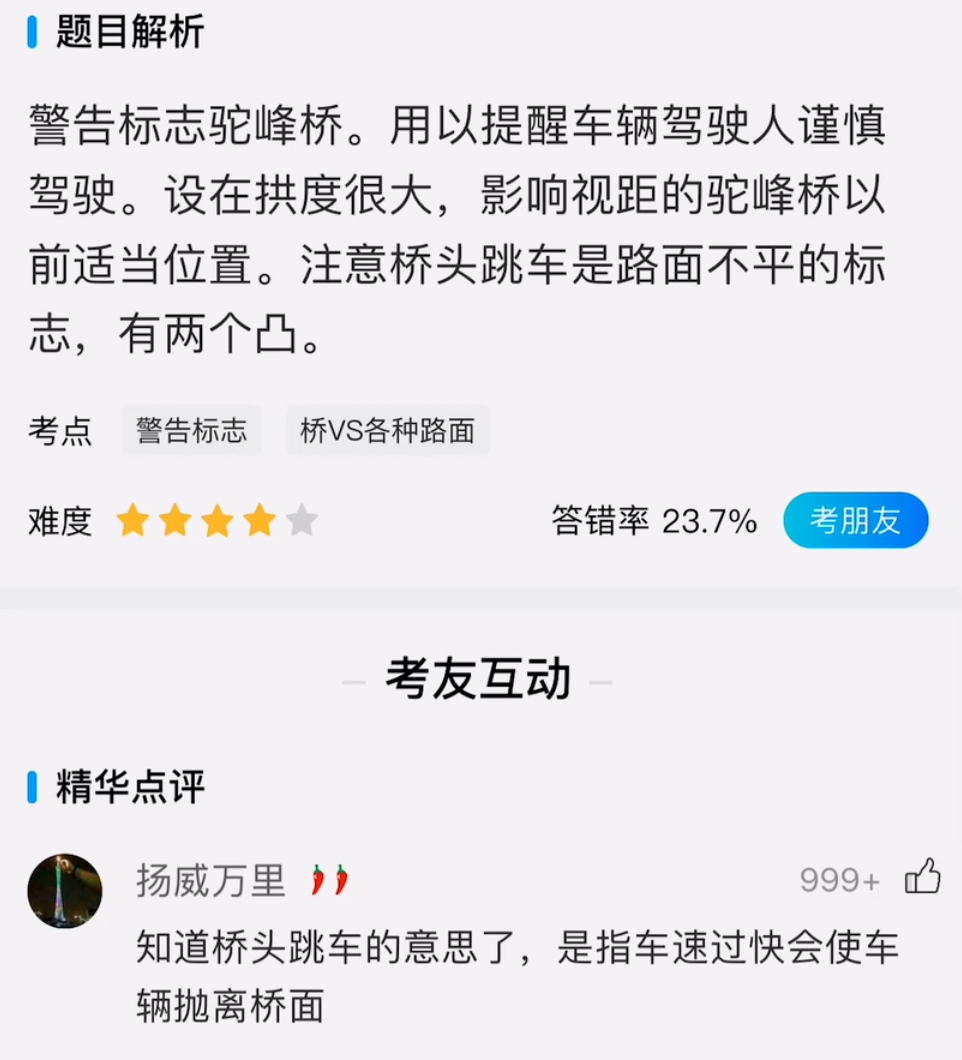 题目解析
警告标志驼峰桥。用以提醒车辆驾驶人谨慎
驾驶。设在拱度很大，影响视距的驼峰桥以
前适当位置。注意桥头跳车是路面不平的标
志，有两个凸。
考点 警告标志 桥VS各种路面
难度 答错率 23.7% 考朋友
考友互动
精华点评
扬威万里 999+
知道桥头跳车的意思了，是指车速过快会使车
辆抛离桥面